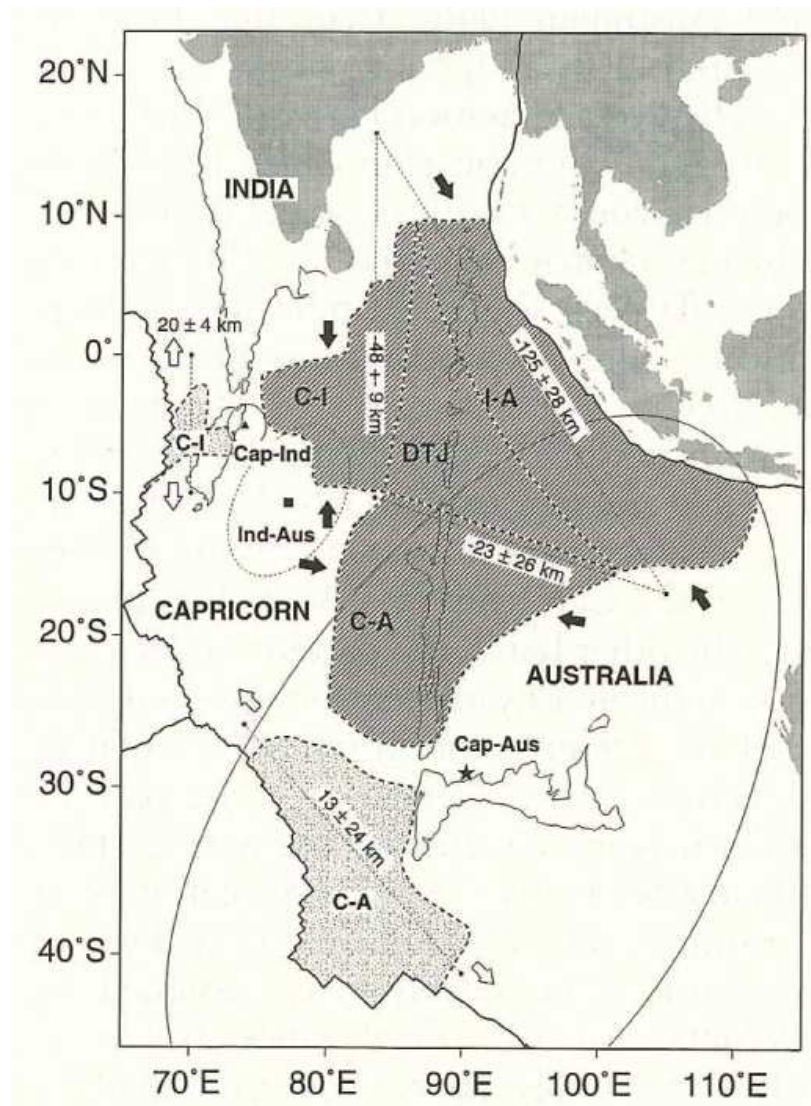 20°N
INDIA
10°N
20 ± 4 km
0°
-48 ± 9 km
-125 ± 28 km
C-I
I-A
C-I
Cap-Ind
DTJ
10°S
Ind-Aus
-23 ± 26 km
CAPRICORN
C-A
20°S
AUSTRALIA
Cap-Aus
30°S
13 ± 24 km
C-A
40°S
70°E 80°E 90°E 100°E 110°E